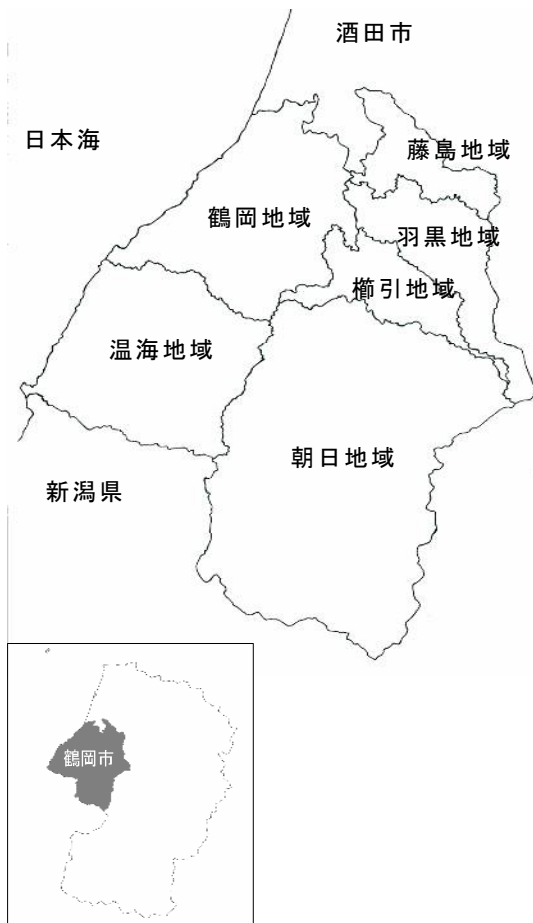 酒田市
日本海
藤島地域
鶴岡地域
羽黒地域
櫛引地域
温海地域
朝日地域
新潟県
鶴岡市